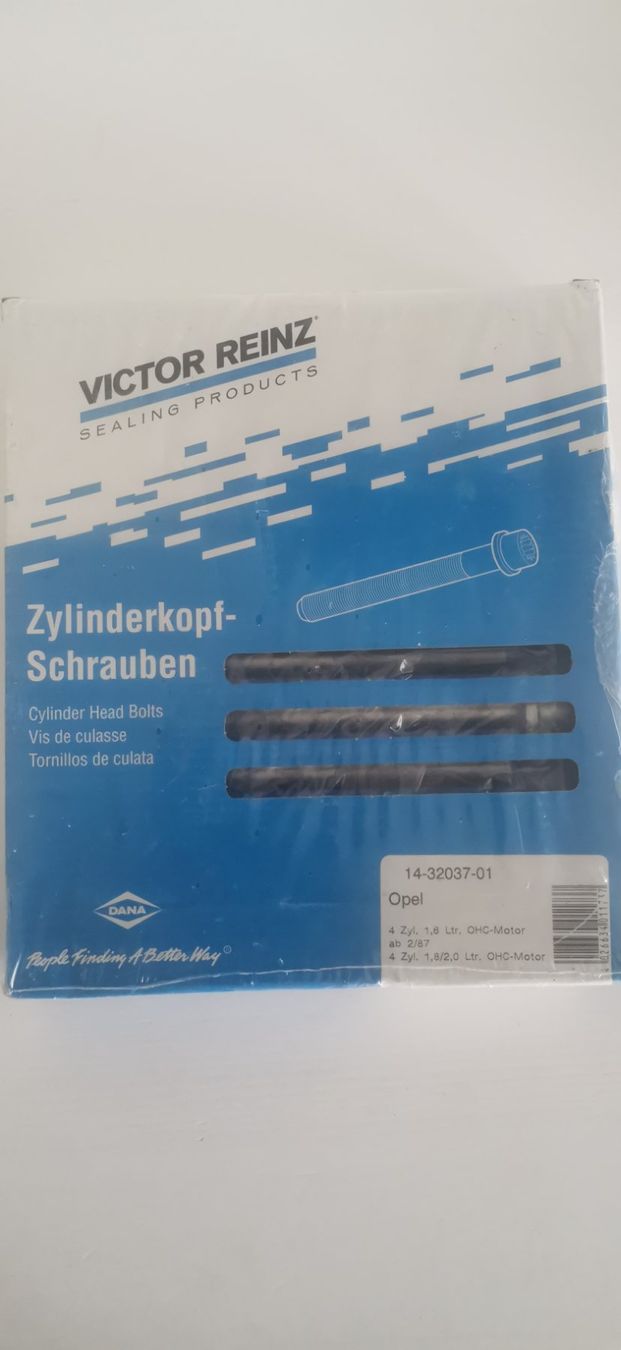 VICTOR REINZ®
SEALING PRODUCTS
Zylinderkopf-
Schrauben
Cylinder Head Bolts
Vis de culasse
Tornillos de culata
DANA
People Finding A Better Way®
14-32037-01
Opel
4 Zyl. 1,6 Ltr. OHC-Motor
ab 2/87
4 Zyl. 1,8/2,0 Ltr. OHC-Motor